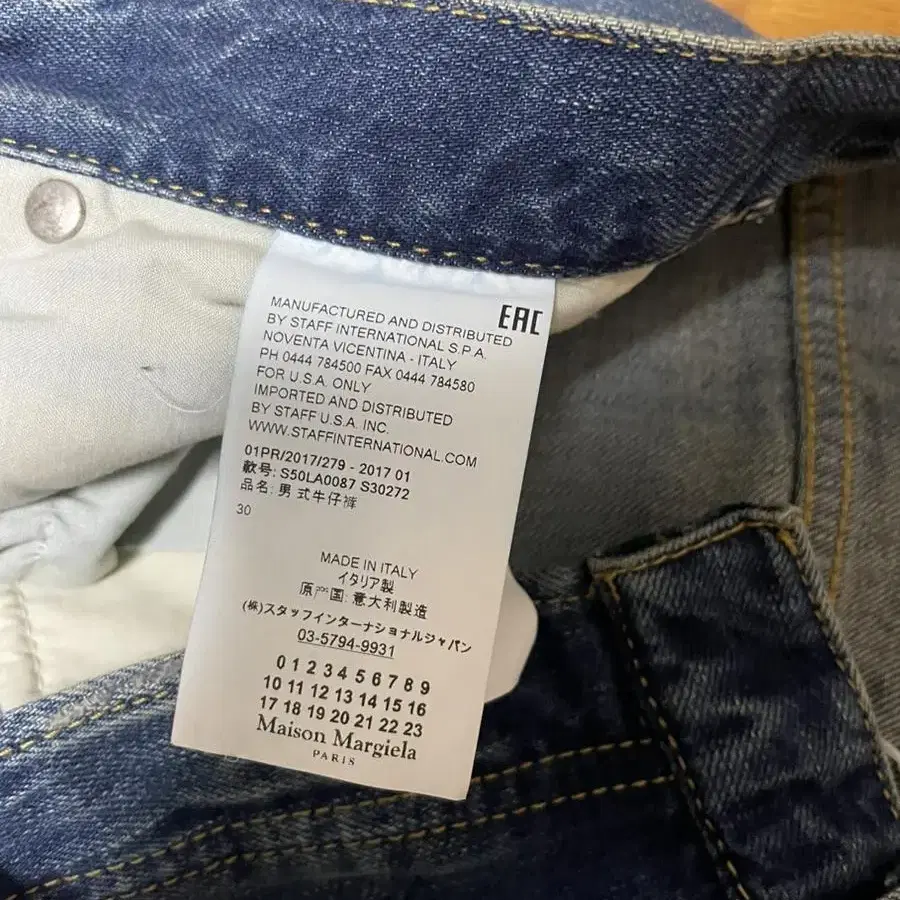 EAC
MANUFACTURED AND DISTRIBUTED
BY STAFF INTERNATIONAL S.P.A.
NOVENTA VICENTINA - ITALY
PH 0444 784500 FAX 0444 784580
FOR U.S.A. ONLY
IMPORTED AND DISTRIBUTED
BY STAFF U.S.A. INC.
WWW.STAFFINTERNATIONAL.COM
01PR/2017/279 - 2017 01
款号: S50LA0087 S30272
品名: 男 式牛仔裤
30
MADE IN ITALY
イタリア製
原产国: 意大利製造
(株)スタッフインターナショナルジャパン
03-5794-9931
0 1 2 3 4 5 6 7 8 9
10 11 12 13 14 15 16
17 18 19 20 21 22 23
Maison Margiela
PARIS